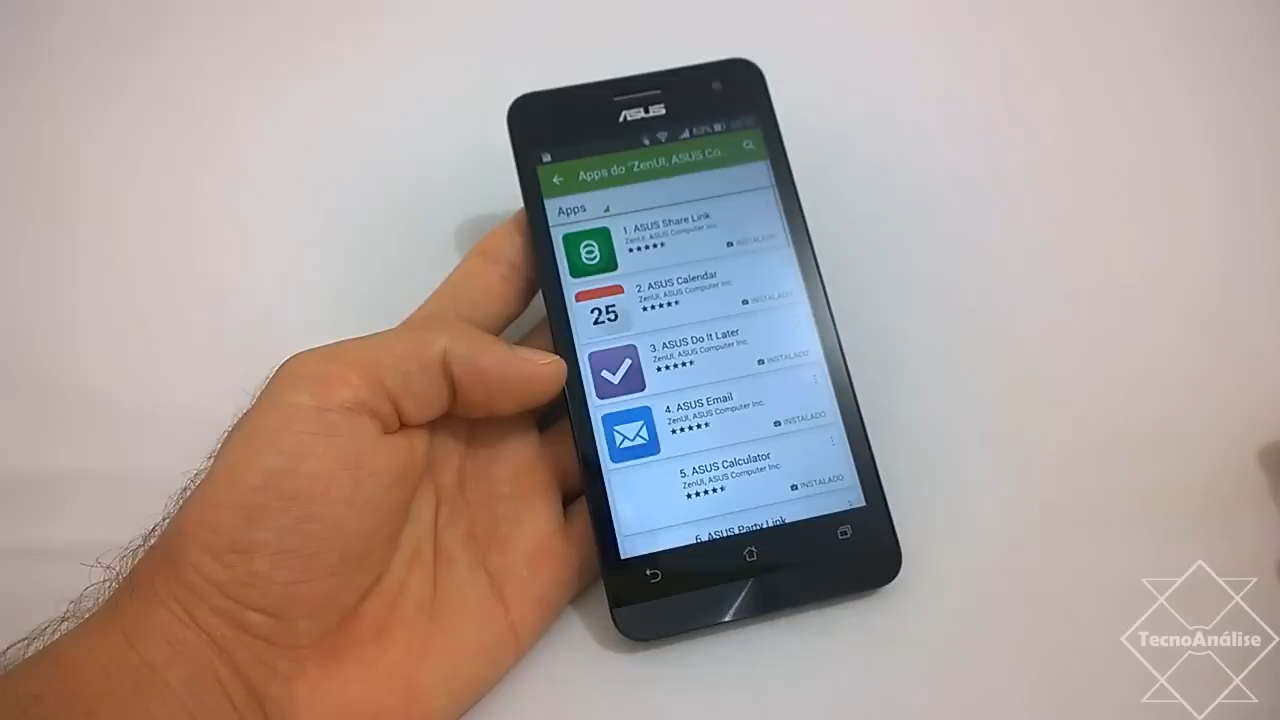 ASUS
63%
Apps do "ZenUI, ASUS Co...
Apps
1. ASUS Share Link
ZenUI, ASUS Computer Inc.
INSTALADO
2. ASUS Calendar
ZenUI, ASUS Computer Inc.
INSTALADO
25
3. ASUS Do It Later
ZenUI, ASUS Computer Inc.
INSTALADO
4. ASUS Email
ZenUI, ASUS Computer Inc.
INSTALADO
5. ASUS Calculator
ZenUI, ASUS Computer Inc.
INSTALADO
6. ASUS Party Link
TecnoAnálise